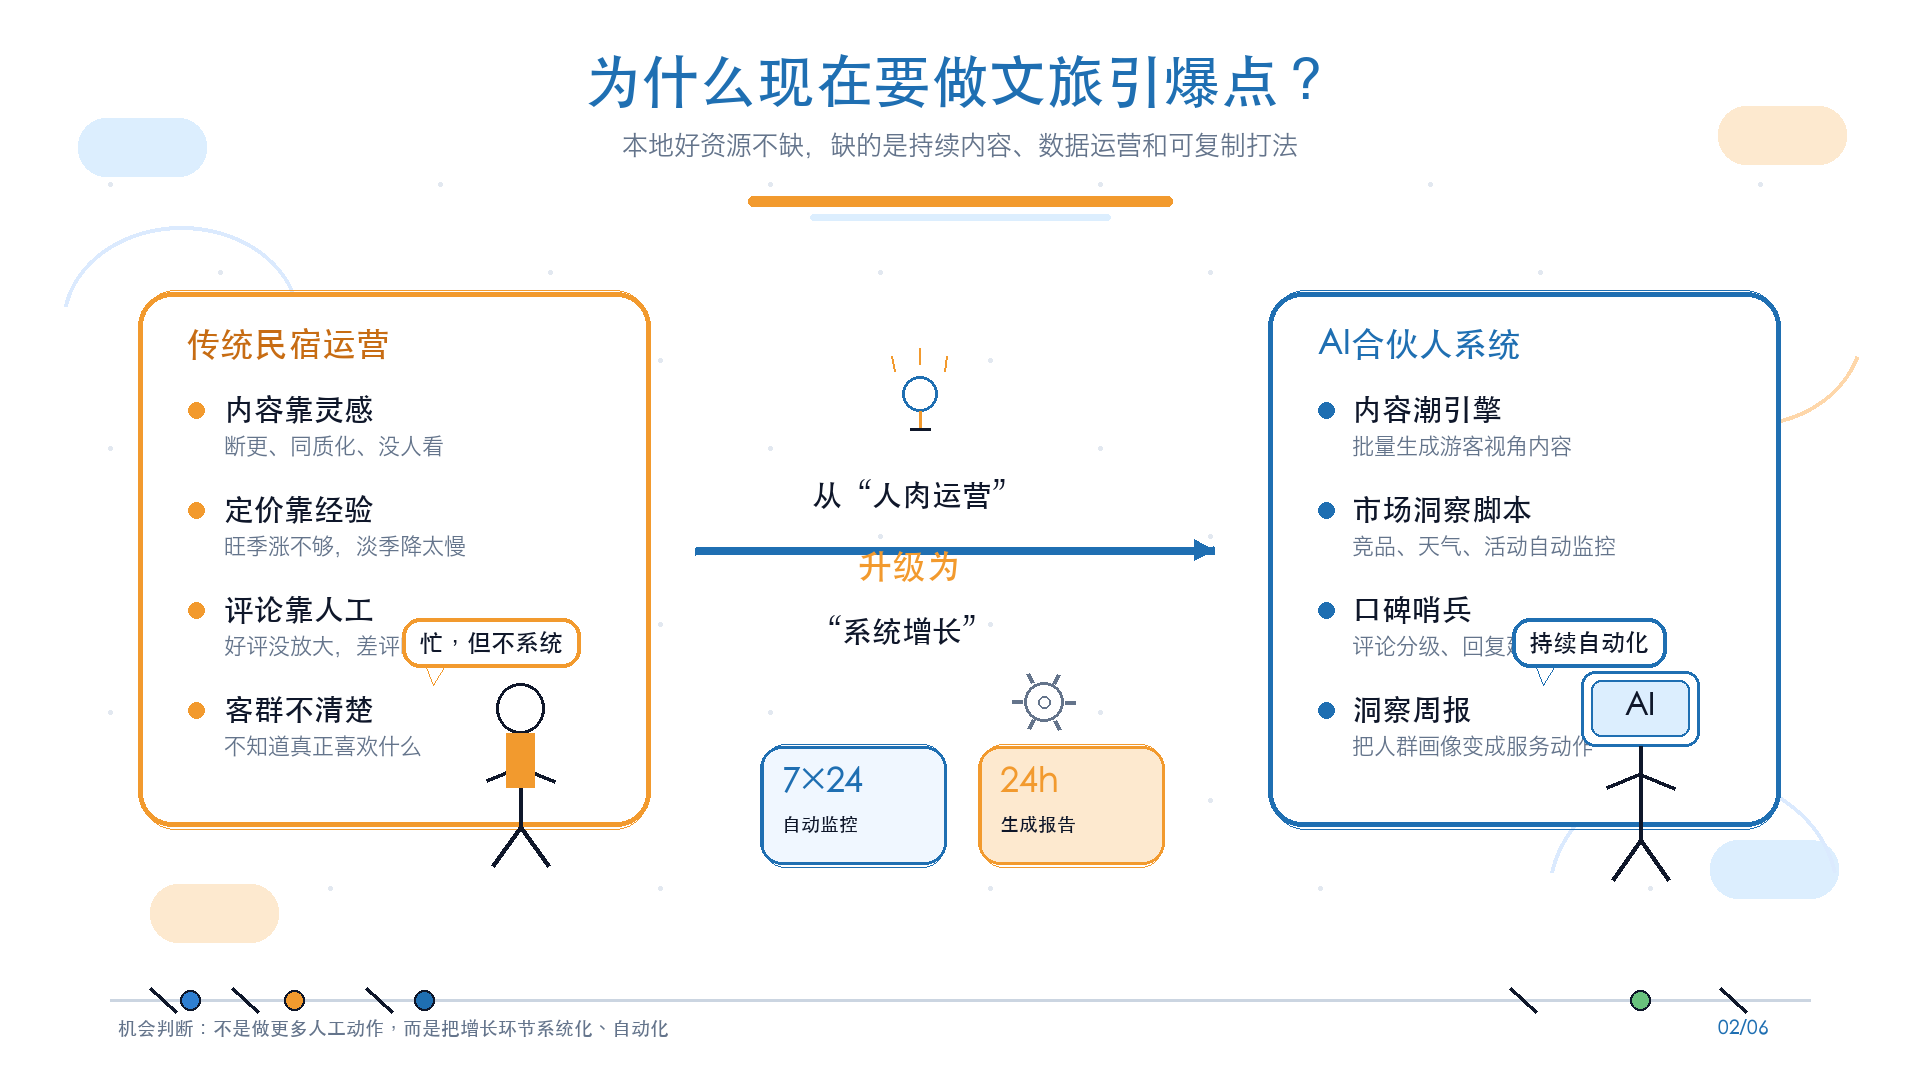 为什么现在要做文旅引爆点？
本地好资源不缺，缺的是持续内容、数据运营和可复制打法
传统民宿运营
内容靠灵感
断更、同质化、没人看
定价靠经验
旺季涨不够，淡季降太慢
评论靠人工
好评没放大，差评
忙，但不系统
客群不清楚
不知道真正喜欢什么
从“人肉运营”
升级为
“系统增长”
7×24
自动监控
24h
生成报告
AI合伙人系统
内容潮引擎
批量生成游客视角内容
市场洞察脚本
竞品、天气、活动自动监控
口碑哨兵
评论分级、回复
持续自动化
洞察周报
把人群画像变成服务动作
AI
机会判断：不是做更多人工动作，而是把增长环节系统化、自动化
02/06